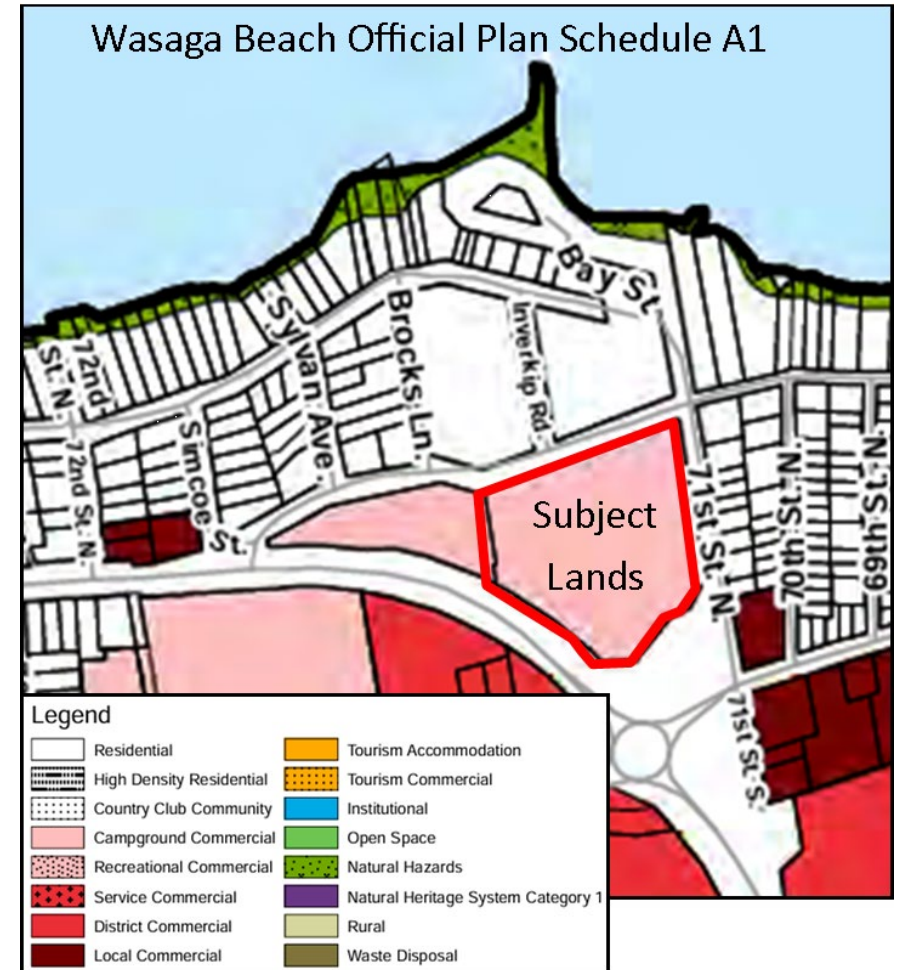 Wasaga Beach Official Plan Schedule A1
Bay St
Sylvan Ave.
Brocks Ln.
Inverkip Rd.
72nd
St. N.
72nd St. N.
Simcoe
St.
71st St. N.
70th St. N.
69th St. N.
Subject
Lands
71st St. S.
Legend
Residential
High Density Residential
Country Club Community
Campground Commercial
Recreational Commercial
Service Commercial
District Commercial
Local Commercial
Tourism Accommodation
Tourism Commercial
Institutional
Open Space
Natural Hazards
Natural Heritage System Category 1
Rural
Waste Disposal